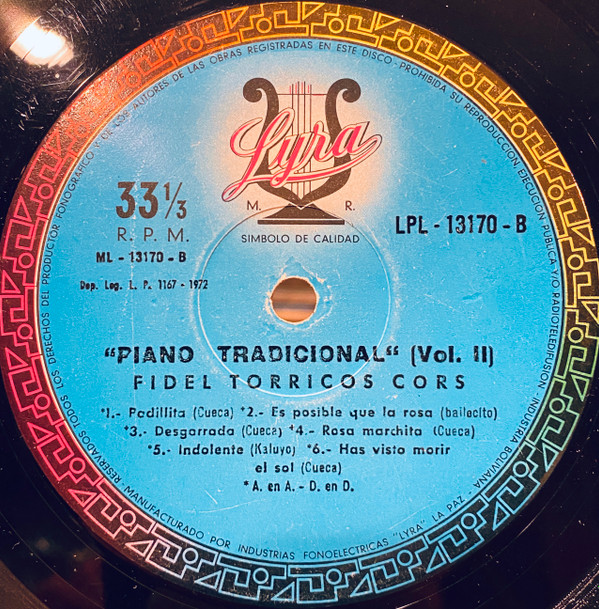 RESERVADOS TODOS LOS DERECHOS DEL PRODUCTOR FONOGRAFICO Y DE LOS AUTORES DE LAS OBRAS REGISTRADAS EN ESTE DISCO - PROHIBIDA SU REPRODUCCION EJECUCION PUBLICA Y/O RADIOTELEDIFUSION - INDUSTRIA BOLIVIANA
Lyra
M. R.
SIMBOLO DE CALIDAD
33 1/3
R. P. M.
ML - 13170 - B
LPL - 13170 - B
Dep. Leg. L. P. 1167 - 1972
"PIANO TRADICIONAL" (Vol. II)
FIDEL TORRICOS CORS
*1.- Padillita (Cueca) *2.- Es posible que la rosa (bailecito)
*3.- Desgarrada (Cueca) *4.- Rosa marchita (Cueca)
*5.- Indolente (Kaluyo) *6.- Has visto morir
el sol (Cueca)
*A. en A. - D. en D.
MANUFACTURADO POR INDUSTRIAS FONOELECTRICAS "LYRA" LA PAZ -